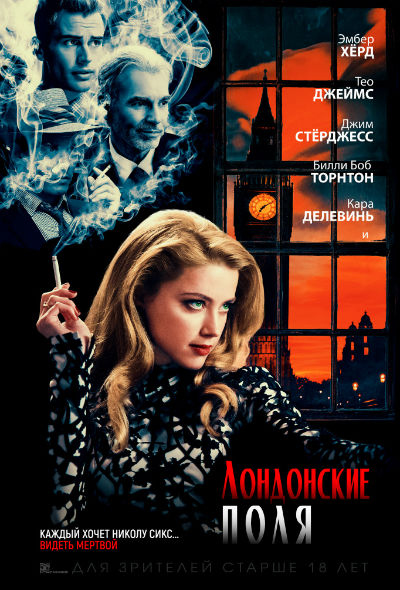 Эмбер
ХЁРД
Тео
ДЖЕЙМС
Джим
СТЁРДЖЕСС
Билли Боб
ТОРНТОН
Кара
ДЕЛЕВИНЬ
и
ЛОНДОНСКИЕ
ПОЛЯ
КАЖДЫЙ ХОЧЕТ НИКОЛУ СИКС...
ВИДЕТЬ МЕРТВОЙ
ДЛЯ ЗРИТЕЛЕЙ СТАРШЕ 18 ЛЕТ